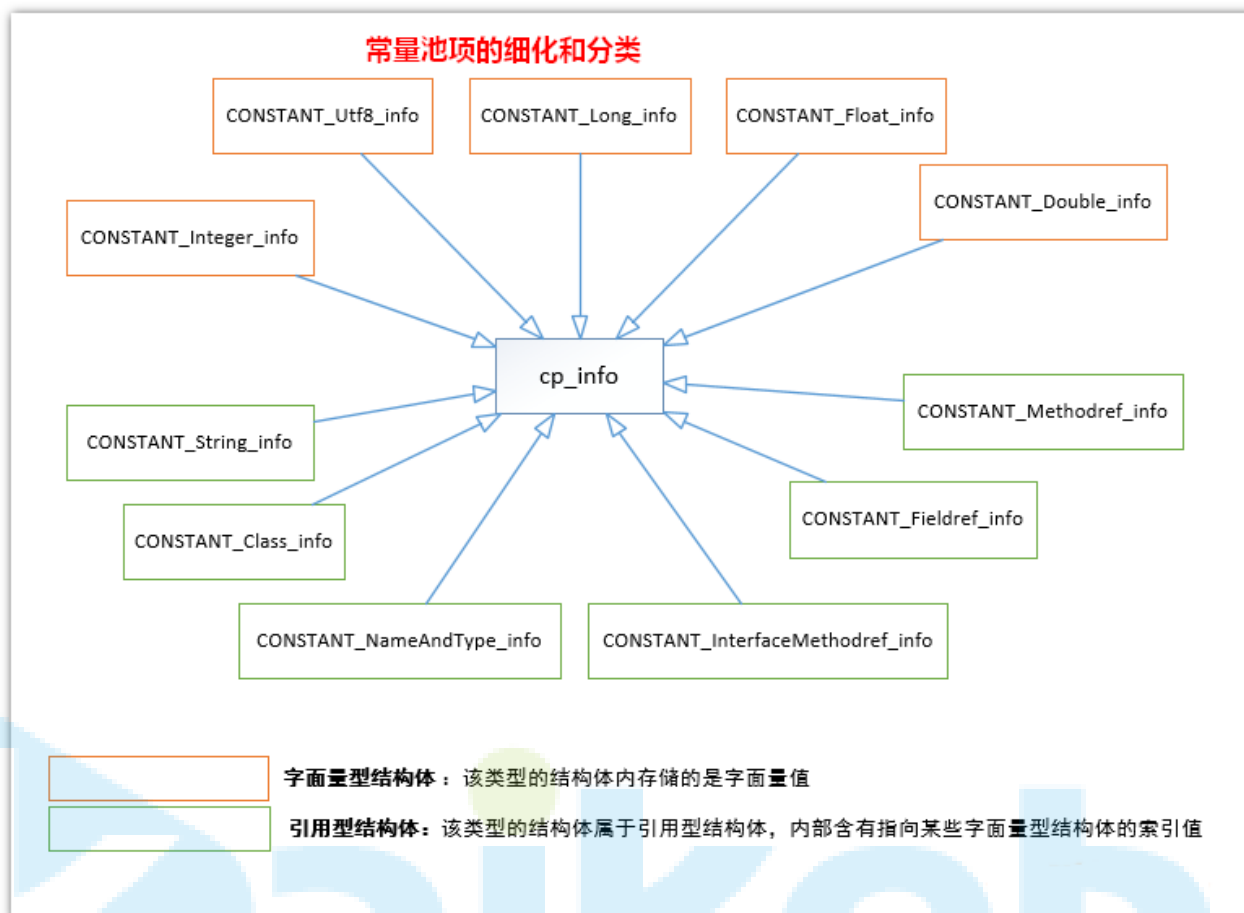 常量池项的细化和分类
CONSTANT_Utf8_info
CONSTANT_Long_info
CONSTANT_Float_info
CONSTANT_Double_info
CONSTANT_Integer_info
cp_info
CONSTANT_Methodref_info
CONSTANT_String_info
CONSTANT_Fieldref_info
CONSTANT_Class_info
CONSTANT_NameAndType_info
CONSTANT_InterfaceMethodref_info
字面量型结构体：该类型的结构体内存储的是字面量值
引用型结构体：该类型的结构体属于引用型结构体，内部含有指向某些字面量型结构体的索引值